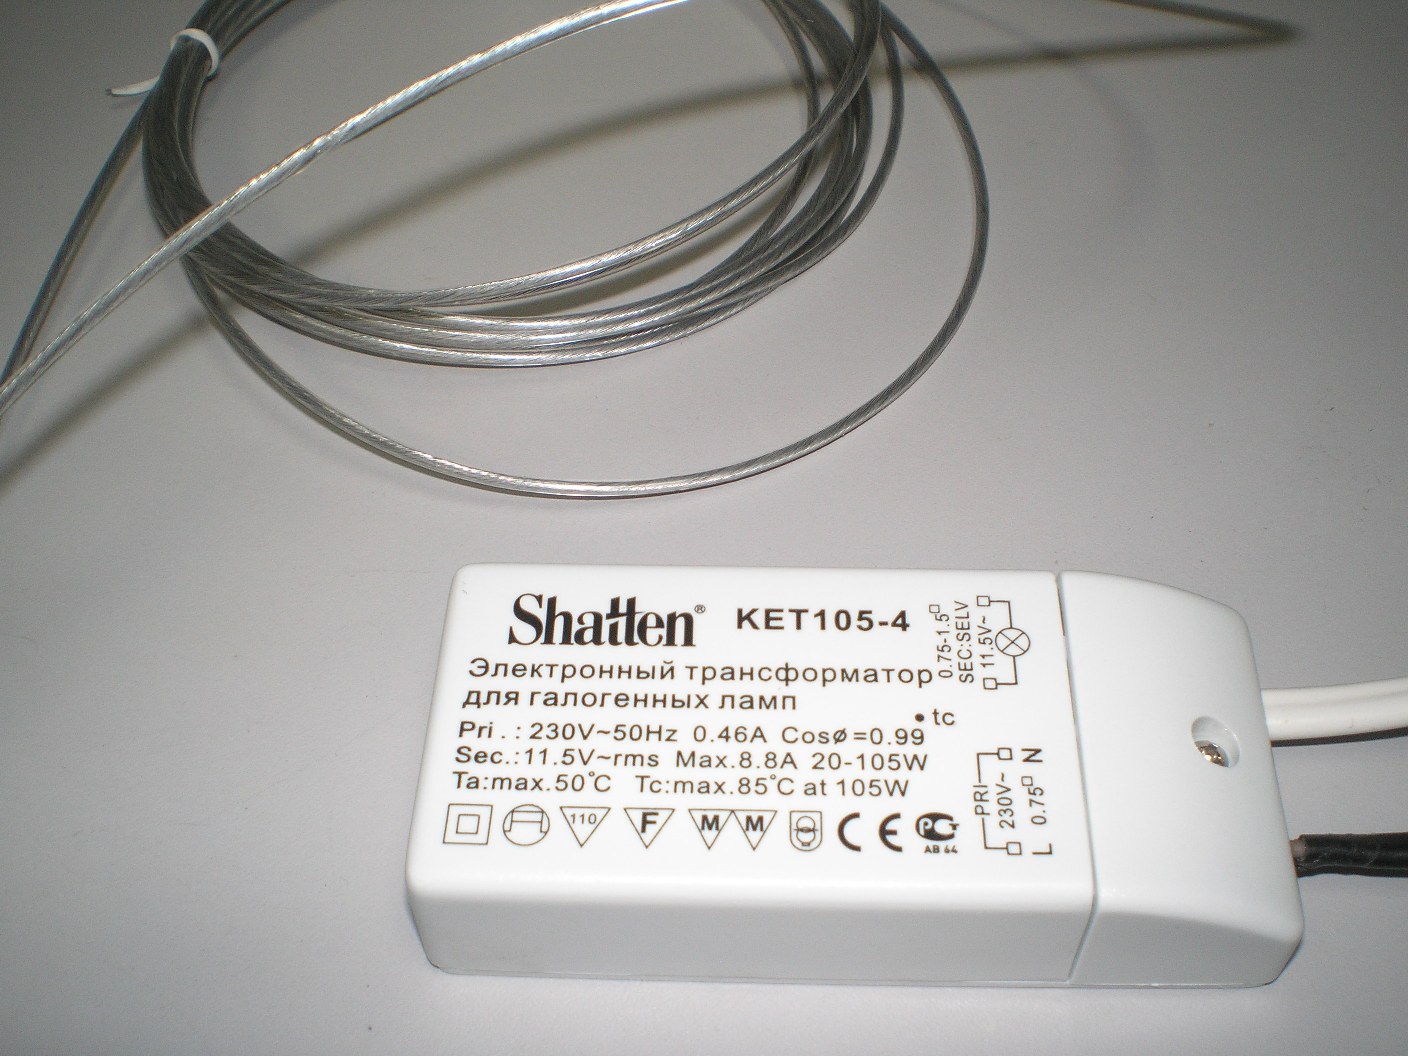 Shatten® KET105-4
Электронный трансформатор
для галогенных ламп
• tc
Pri.: 230V~50Hz 0.46A Cosø=0.99
Sec.: 11.5V~rms Max.8.8A 20-105W
Ta:max.50°C Tc:max.85°C at 105W
110 F M M CE PC
АВ 64
0.75-1.5□
SEC:SELV
11.5V~
PRI
230V~
L 0.75□ N